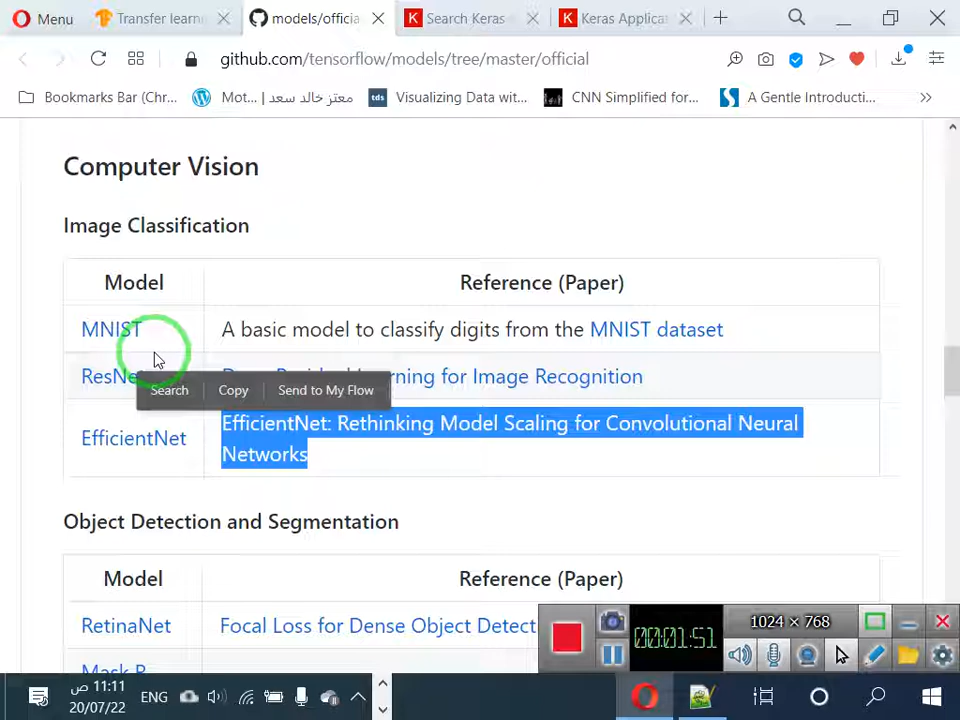 Menu
Transfer learni
models/officia
Search Keras
Keras Applicat
github.com/tensorflow/models/tree/master/official
Bookmarks Bar (Chr...
Mot... | معتز خالد سعد
tds Visualizing Data wit...
CNN Simplified for...
A Gentle Introducti...
Computer Vision
Image Classification
Model Reference (Paper)
MNIST A basic model to classify digits from the MNIST dataset
ResNe Learning for Image Recognition
Search Copy Send to My Flow
EfficientNet EfficientNet: Rethinking Model Scaling for Convolutional Neural
Networks
Object Detection and Segmentation
Model Reference (Paper)
RetinaNet Focal Loss for Dense Object Detect
Mask R
00:01:51
1024 × 768
11:11 ص
20/07/22
ENG